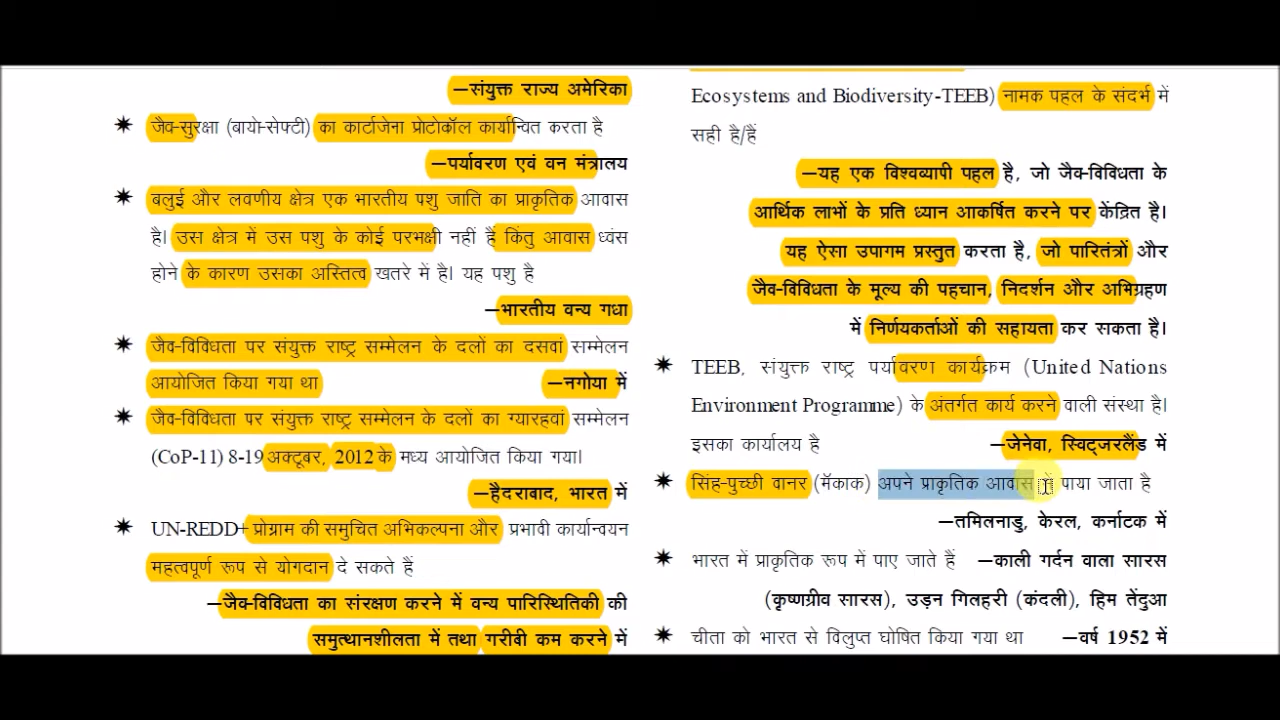 –संयुक्त राज्य अमेरिका
✷ जैव-सुरक्षा (बायो-सेफ्टी) का कार्टाजेना प्रोटोकॉल कार्यान्वित करता है
–पर्यावरण एवं वन मंत्रालय
✷ बलुई और लवणीय क्षेत्र एक भारतीय पशु जाति का प्राकृतिक आवास
है। उस क्षेत्र में उस पशु के कोई परभक्षी नहीं हैं किंतु आवास ध्वंस
होने के कारण उसका अस्तित्व खतरे में है। यह पशु है
–भारतीय वन्य गधा
✷ जैव-विविधता पर संयुक्त राष्ट्र सम्मेलन के दलों का दसवां सम्मेलन
आयोजित किया गया था –नगोया में
✷ जैव-विविधता पर संयुक्त राष्ट्र सम्मेलन के दलों का ग्यारहवां सम्मेलन
(CoP-11) 8-19 अक्टूबर, 2012 के मध्य आयोजित किया गया।
–हैदराबाद, भारत में
✷ UN-REDD+ प्रोग्राम की समुचित अभिकल्पना और प्रभावी कार्यान्वयन
महत्वपूर्ण रूप से योगदान दे सकते हैं
–जैव-विविधता का संरक्षण करने में वन्य पारिस्थितिकी की
समुत्थानशीलता में तथा गरीबी कम करने में
Ecosystems and Biodiversity-TEEB) नामक पहल के संदर्भ में
सही है/हैं
–यह एक विश्वव्यापी पहल है, जो जैव-विविधता के
आर्थिक लाभों के प्रति ध्यान आकर्षित करने पर केंद्रित है।
यह ऐसा उपागम प्रस्तुत करता है, जो पारितंत्रों और
जैव-विविधता के मूल्य की पहचान, निदर्शन और अभिग्रहण
में निर्णयकर्ताओं की सहायता कर सकता है।
✷ TEEB, संयुक्त राष्ट्र पर्यावरण कार्यक्रम (United Nations
Environment Programme) के अंतर्गत कार्य करने वाली संस्था है।
इसका कार्यालय है –जेनेवा, स्विट्जरलैंड में
✷ सिंह-पुच्छी वानर (मॅकाक) अपने प्राकृतिक आवास में पाया जाता है
–तमिलनाडु, केरल, कर्नाटक में
✷ भारत में प्राकृतिक रूप में पाए जाते हैं –काली गर्दन वाला सारस
(कृष्णग्रीव सारस), उड़न गिलहरी (कंदली), हिम तेंदुआ
✷ चीता को भारत से विलुप्त घोषित किया गया था –वर्ष 1952 में